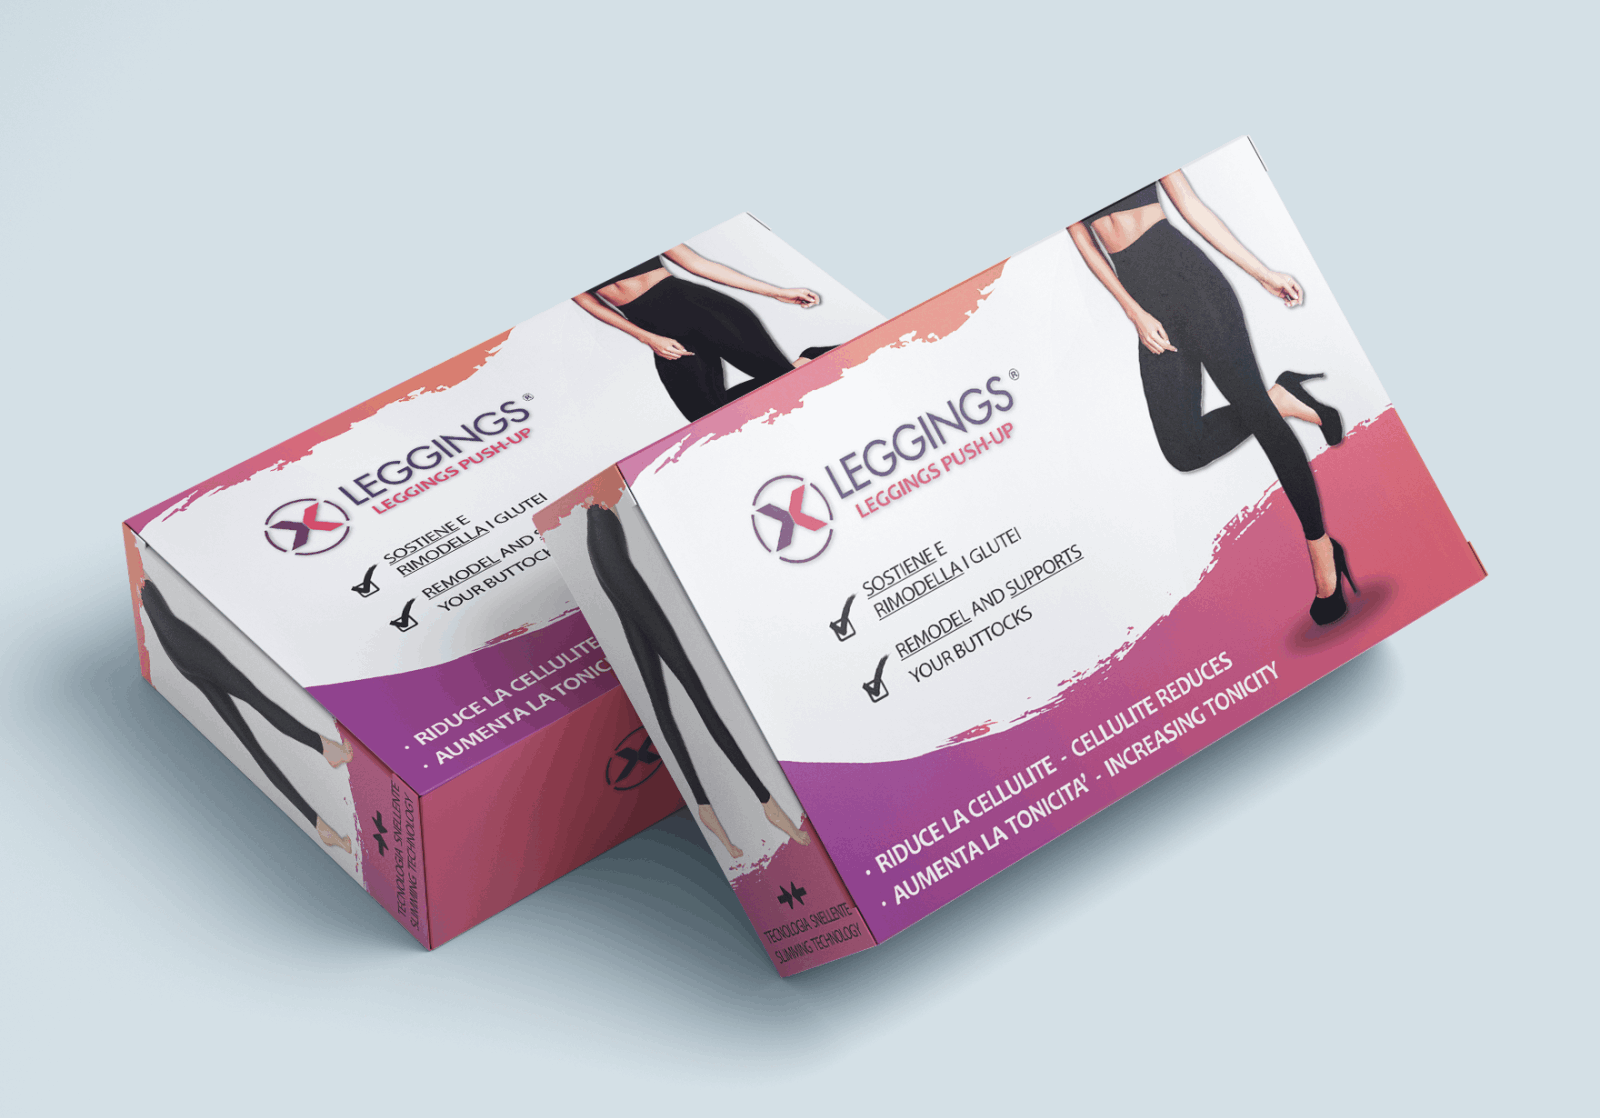 LEGGINGS®
LEGGINGS PUSH-UP
SOSTIENE E
RIMODELLA I GLUTEI
REMODEL AND
YOUR BUTTOCK
· RIDUCE LA CELLULITE
· AUMENTA LA TONIC
TECNOLOGIA SNELLENTE
SLIMMING TECHNOLOGY
X LEGGINGS®
LEGGINGS PUSH-UP
SOSTIENE E
RIMODELLA I GLUTEI
REMODEL AND SUPPORTS
YOUR BUTTOCKS
· RIDUCE LA CELLULITE - CELLULITE REDUCES
· AUMENTA LA TONICITA' - INCREASING TONICITY
TECNOLOGIA SNELLENTE
SLIMMING TECHNOLOGY